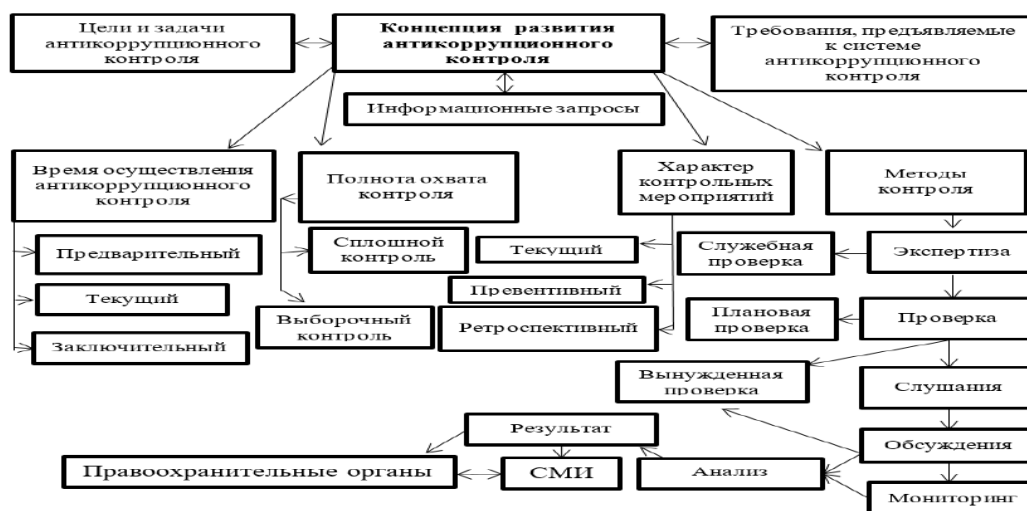 Цели и задачи
антикоррупционного
контроля
Концепция развития
антикоррупционного
контроля
Требования, предъявляемые
к системе
антикоррупционного
контроля
Информационные запросы
Время осуществления
антикоррупционного
контроля
Полнота охвата
контроля
Характер
контрольных
мероприятий
Методы
контроля
Предварительный
Сплошной
контроль
Текущий
Служебная
проверка
Экспертиза
Текущий
Превентивный
Выборочный
контроль
Ретроспективный
Плановая
проверка
Проверка
Заключительный
Вынужденная
проверка
Слушания
Результат
Обсуждения
Правоохранительные органы
СМИ
Анализ
Мониторинг